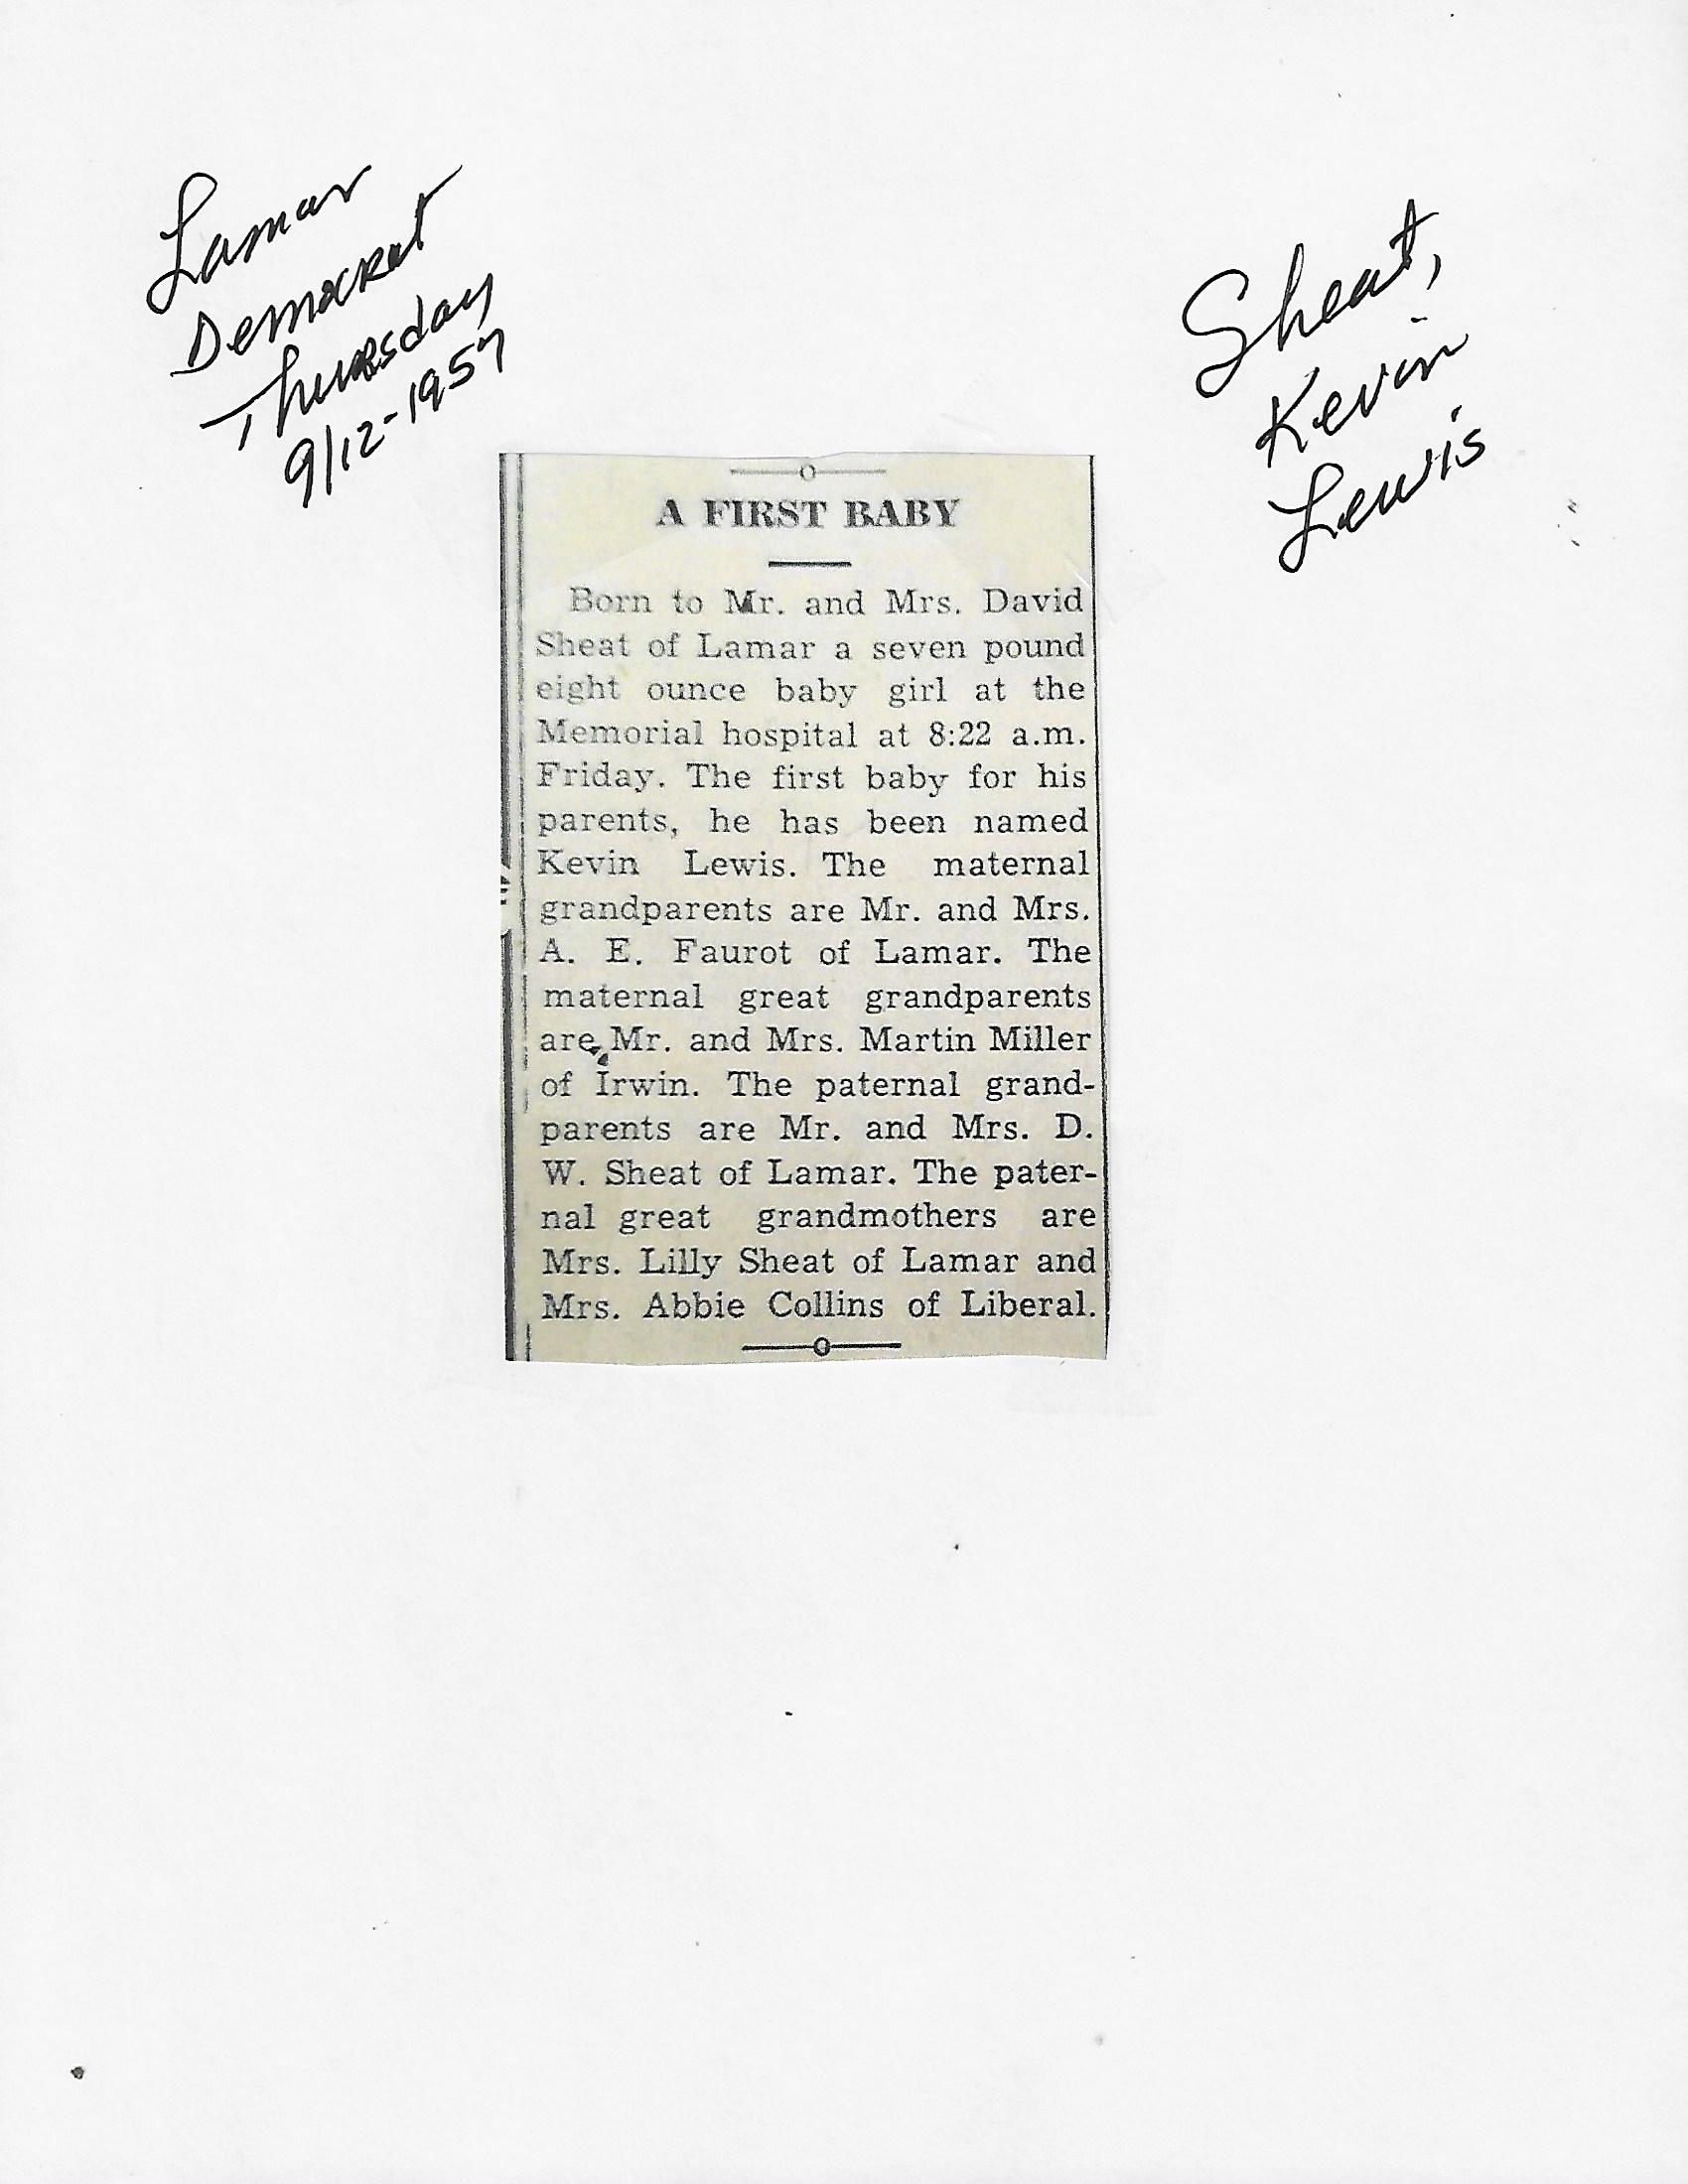 Lamar
Democrat
Thursday
9/12-1957
Sheat,
Kevin
Lewis
A FIRST BABY
Born to Mr. and Mrs. David
Sheat of Lamar a seven pound
eight ounce baby girl at the
Memorial hospital at 8:22 a.m.
Friday. The first baby for his
parents, he has been named
Kevin Lewis. The maternal
grandparents are Mr. and Mrs.
A. E. Faurot of Lamar. The
maternal great grandparents
are Mr. and Mrs. Martin Miller
of Irwin. The paternal grand-
parents are Mr. and Mrs. D.
W. Sheat of Lamar. The pater-
nal great grandmothers are
Mrs. Lilly Sheat of Lamar and
Mrs. Abbie Collins of Liberal.